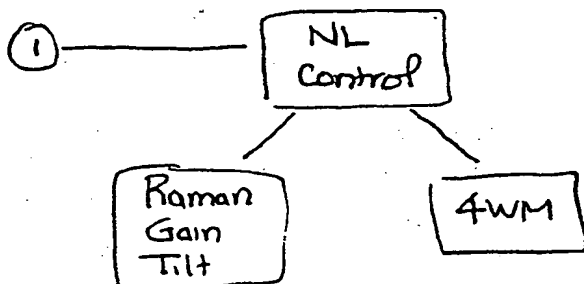 1
NL
Control
Raman
Gain
Tilt
4WM